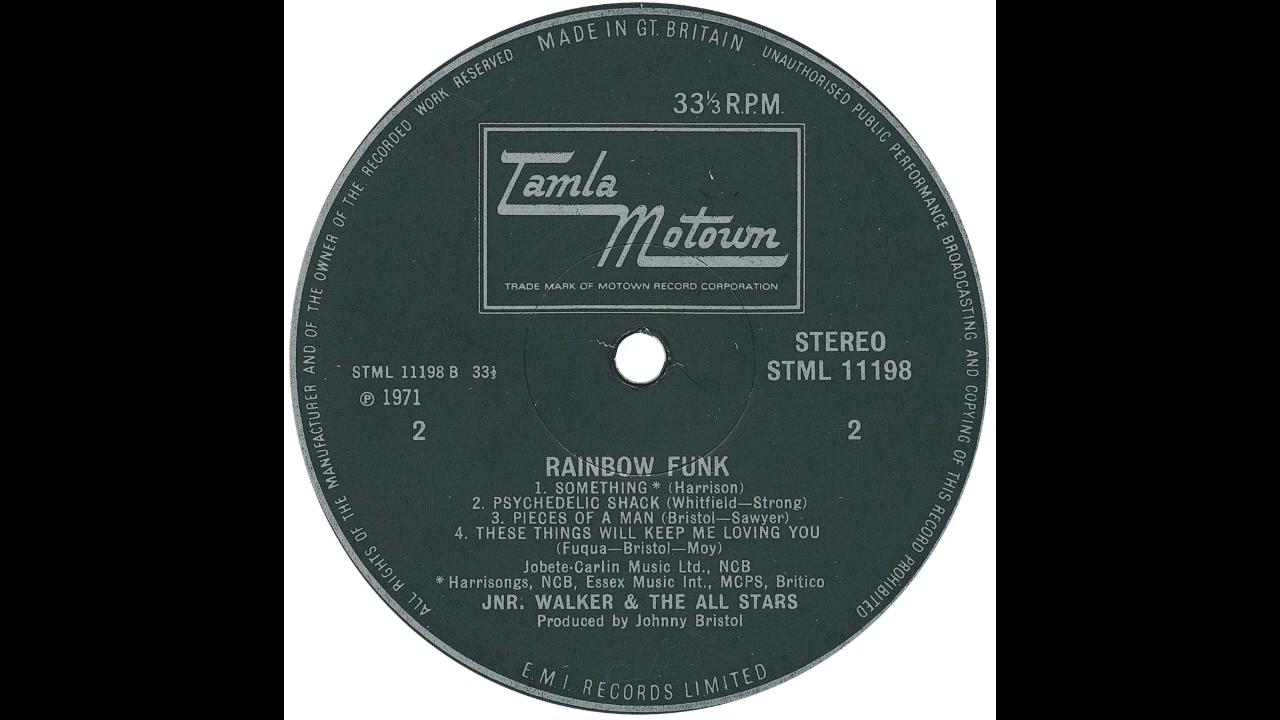 MADE IN GT. BRITAIN
UNAUTHORISED PUBLIC PERFORMANCE BROADCASTING AND COPYING OF THIS RECORD PROHIBITED
ALL RIGHTS OF THE MANUFACTURER AND OF THE OWNER OF THE RECORDED WORK RESERVED
33⅓ R.P.M.
Tamla
Motown
TRADE MARK OF MOTOWN RECORD CORPORATION
STEREO
STML 11198
STML 11198 B 33⅓
℗ 1971
2
2
RAINBOW FUNK
1. SOMETHING * (Harrison)
2. PSYCHEDELIC SHACK (Whitfield—Strong)
3. PIECES OF A MAN (Bristol—Sawyer)
4. THESE THINGS WILL KEEP ME LOVING YOU
(Fuqua—Bristol—Moy)
Jobete-Carlin Music Ltd., NCB
* Harrisongs, NCB, Essex Music Int., MCPS, Britico
JNR. WALKER & THE ALL STARS
Produced by Johnny Bristol
E.M.I. RECORDS LIMITED